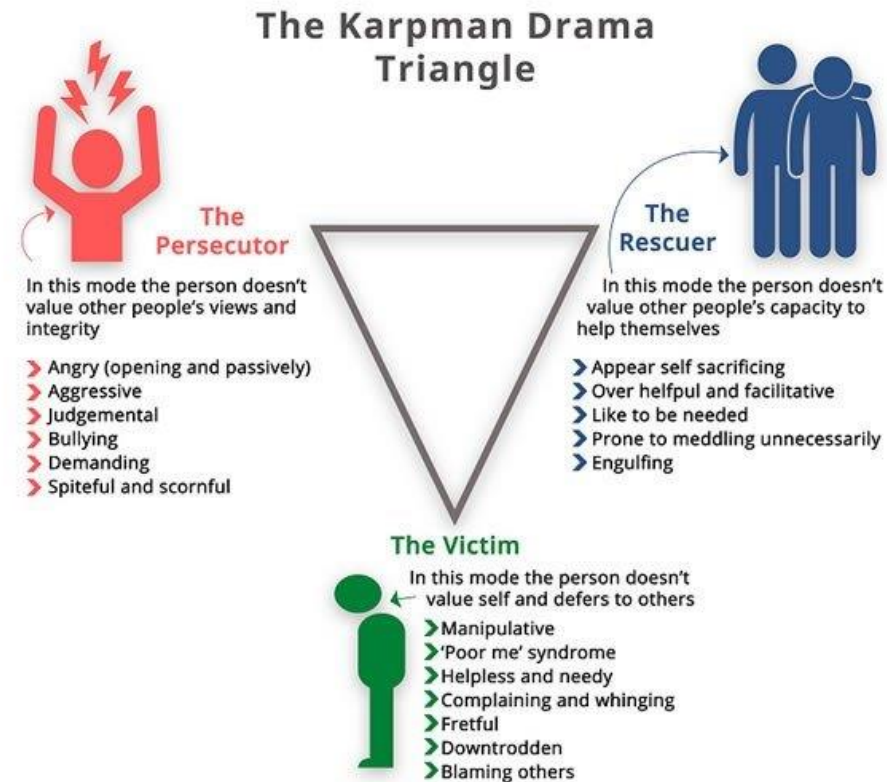 The Karpman Drama
Triangle
The
Persecutor
In this mode the person doesn't
value other people's views and
integrity
Angry (opening and passively)
Aggressive
Judgemental
Bullying
Demanding
Spiteful and scornful
The
Rescuer
In this mode the person doesn't
value other people's capacity to
help themselves
Appear self sacrificing
Over helfpul and facilitative
Like to be needed
Prone to meddling unnecessarily
Engulfing
The Victim
In this mode the person doesn't
value self and defers to others
Manipulative
'Poor me' syndrome
Helpless and needy
Complaining and whinging
Fretful
Downtrodden
Blaming others